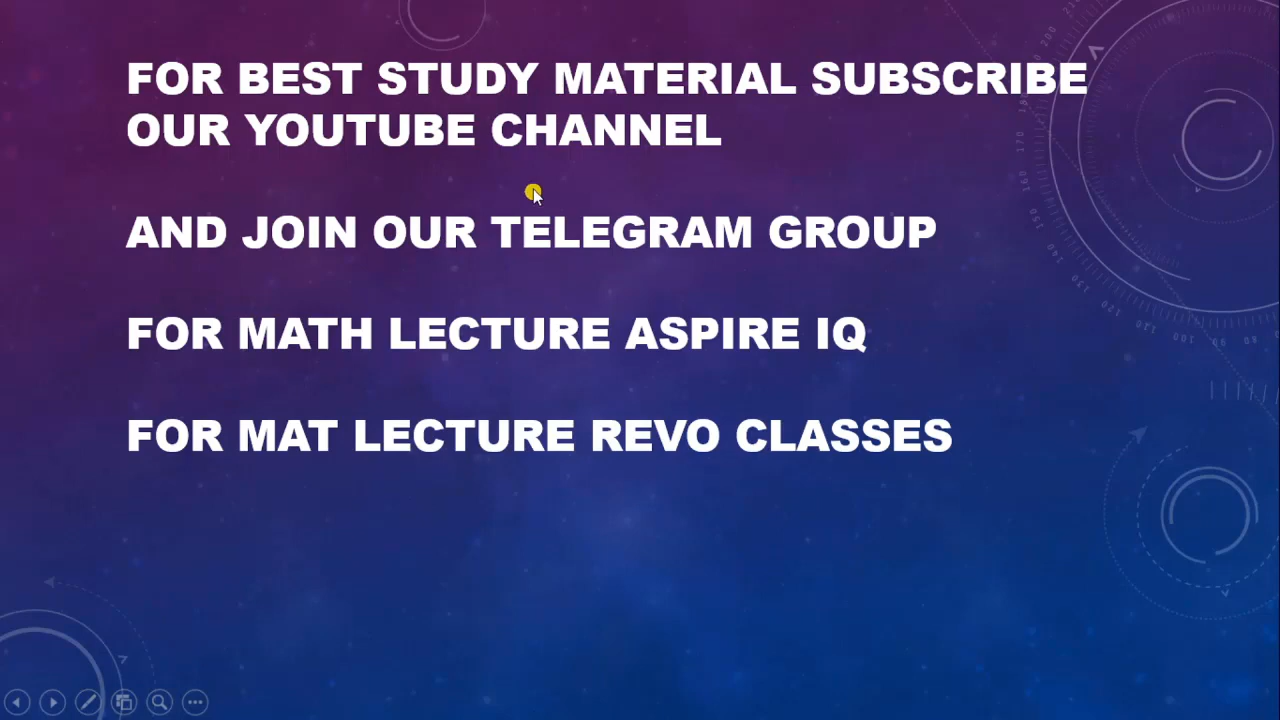 FOR BEST STUDY MATERIAL SUBSCRIBE
OUR YOUTUBE CHANNEL
AND JOIN OUR TELEGRAM GROUP
FOR MATH LECTURE ASPIRE IQ
FOR MAT LECTURE REVO CLASSES